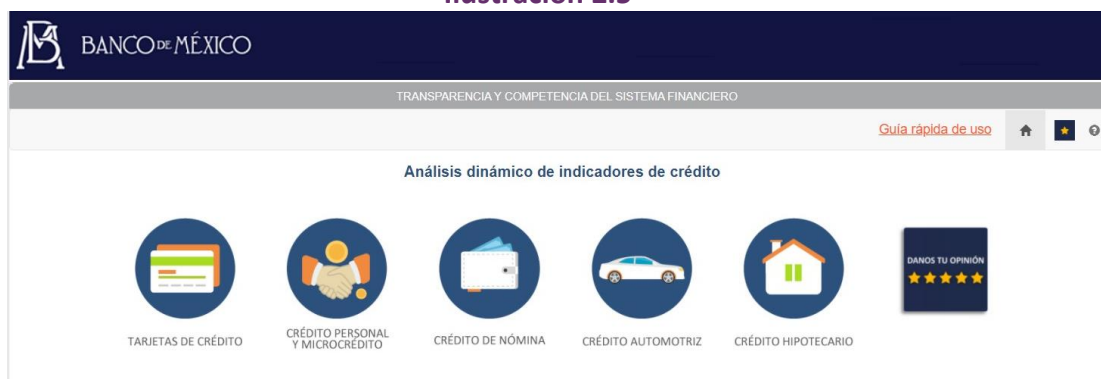 Ilustración 2.3
BANCO DE MÉXICO
TRANSPARENCIA Y COMPETENCIA DEL SISTEMA FINANCIERO
Guía rápida de uso
Análisis dinámico de indicadores de crédito
TARJETAS DE CRÉDITO
CRÉDITO PERSONAL
Y MICROCRÉDITO
CRÉDITO DE NÓMINA
CRÉDITO AUTOMOTRIZ
CRÉDITO HIPOTECARIO
DANOS TU OPINIÓN